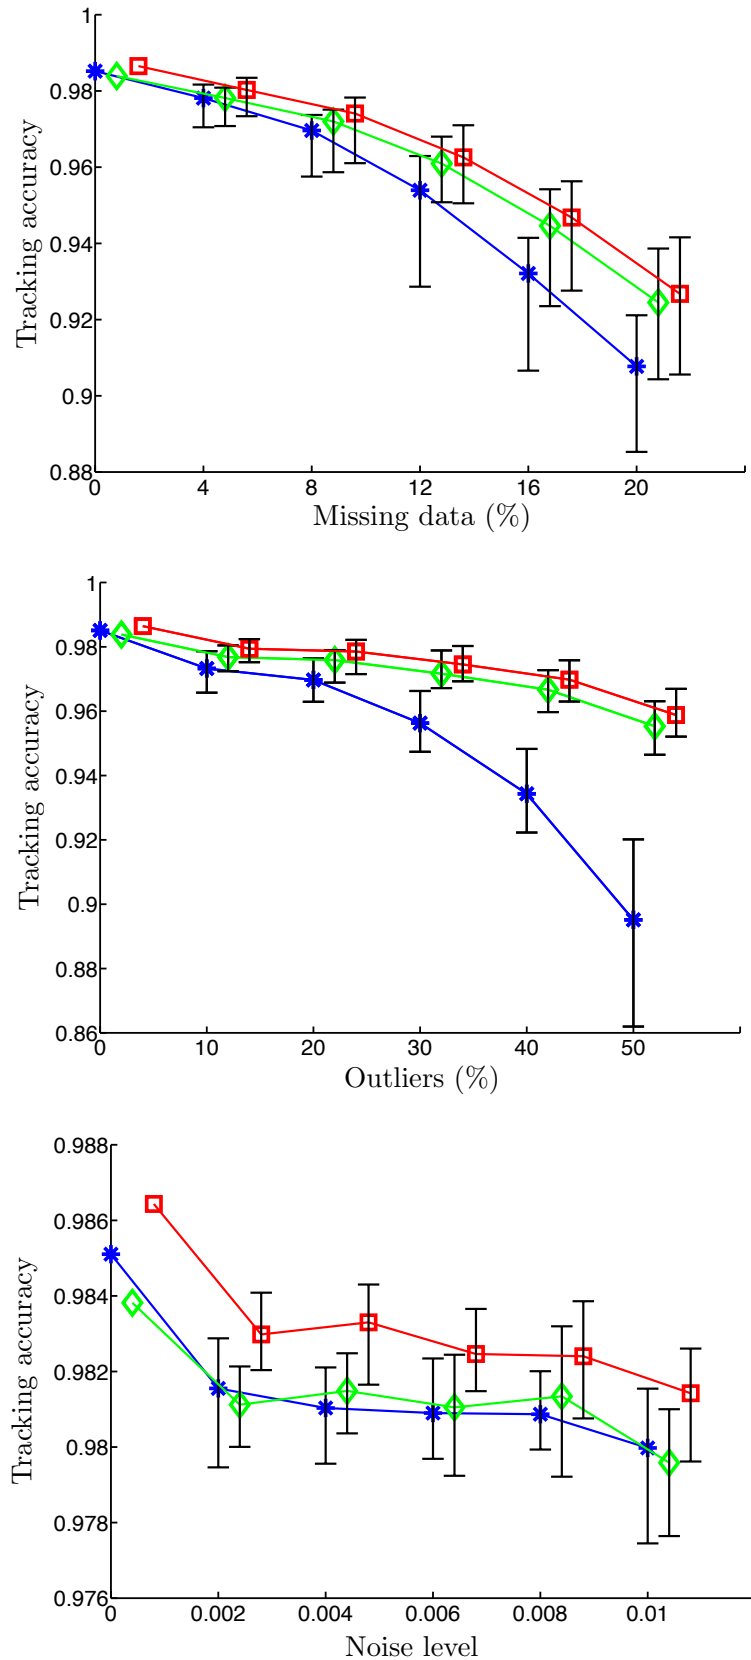 1
0.98
0.96
0.94
0.92
0.9
0.88
Tracking accuracy
0 4 8 12 16 20
Missing data (%)
1
0.98
0.96
0.94
0.92
0.9
0.88
0.86
Tracking accuracy
0 10 20 30 40 50
Outliers (%)
0.988
0.986
0.984
0.982
0.98
0.978
0.976
Tracking accuracy
0 0.002 0.004 0.006 0.008 0.01
Noise level